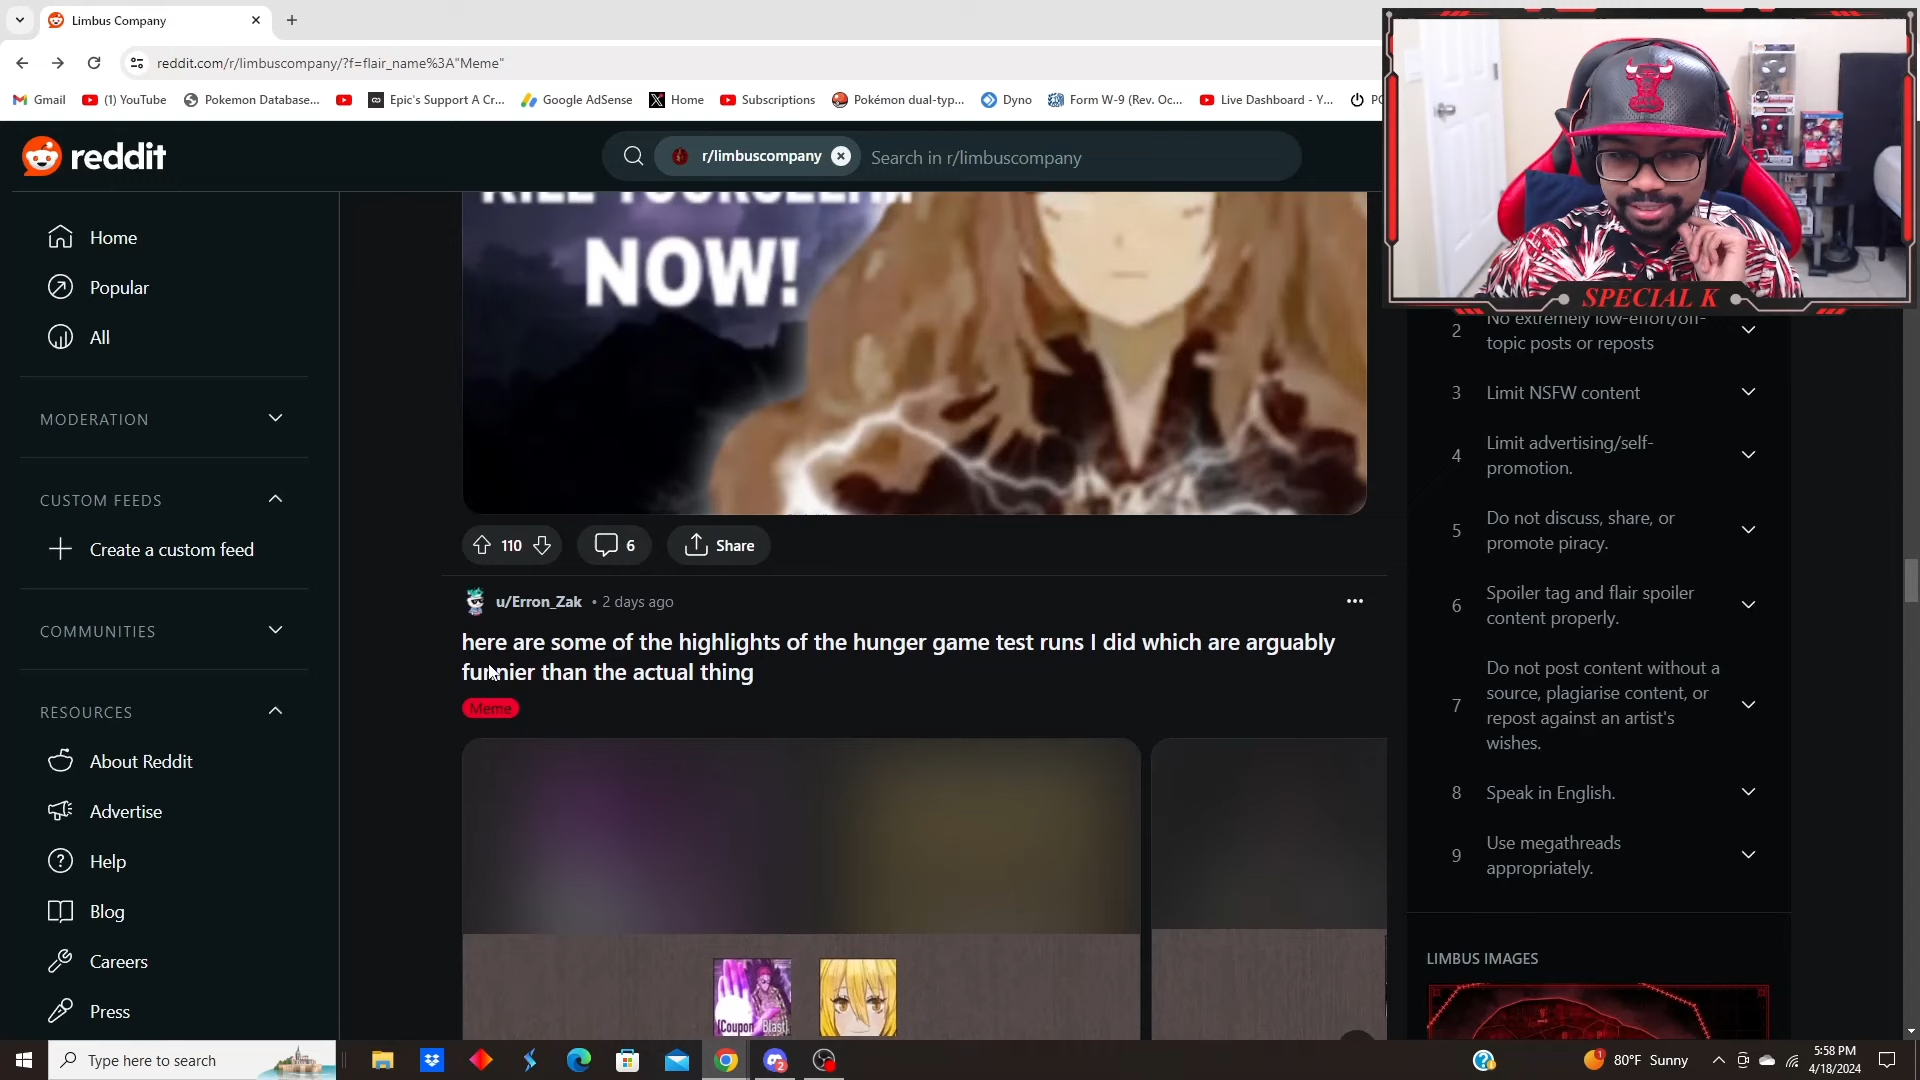 Limbus Company
reddit.com/r/limbuscompany/?f=flair_name%3A"Meme"
Gmail
(1) YouTube
Pokemon Database...
Epic's Support A Cr...
Google AdSense
Home
Subscriptions
Pokémon dual-typ...
Dyno
Form W-9 (Rev. Oc...
Live Dashboard - Y...
reddit
r/limbuscompany
Search in r/limbuscompany
SPECIAL K
Home
Popular
All
MODERATION
CUSTOM FEEDS
Create a custom feed
COMMUNITIES
RESOURCES
About Reddit
Advertise
Help
Blog
Careers
Press
NOW!
110
6
Share
u/Erron_Zak • 2 days ago
here are some of the highlights of the hunger game test runs I did which are arguably
funnier than the actual thing
Meme
[Coupon Blast]
2 No extremely low-effort/off-
topic posts or reposts
3 Limit NSFW content
4 Limit advertising/self-
promotion.
5 Do not discuss, share, or
promote piracy.
6 Spoiler tag and flair spoiler
content properly.
7 Do not post content without a
source, plagiarise content, or
repost against an artist's
wishes.
8 Speak in English.
9 Use megathreads
appropriately.
LIMBUS IMAGES
Type here to search
80°F Sunny
5:58 PM
4/18/2024